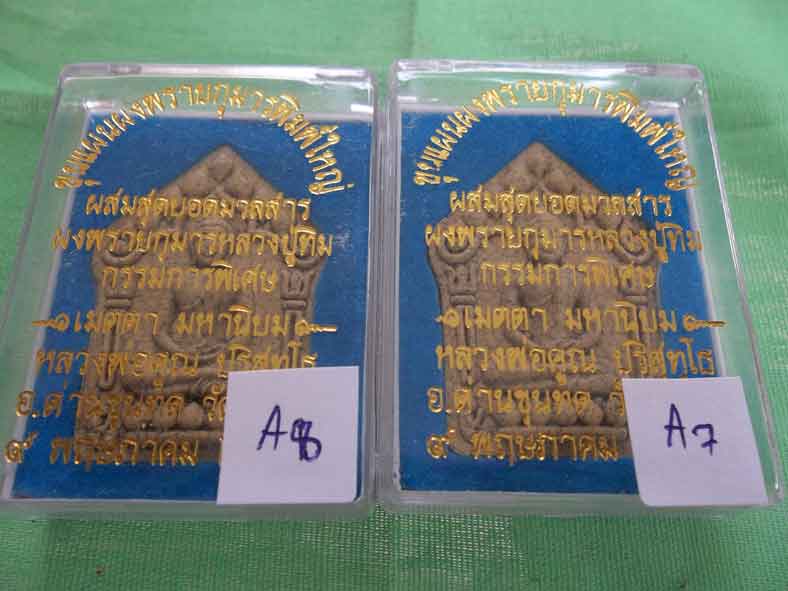 ขุนแผนผงพรายกุมารพิมพ์ใหญ่
ผสมสุดยอดมวลสาร
ผงพรายกุมารหลวงปู่ทิม
กรรมการพิเศษ
เมตตา มหานิยม
หลวงพ่อคูณ ปริสุทโธ
อ.ด่านขุนทด
๙ พฤษภาคม
A8
ขุนแผนผงพรายกุมารพิมพ์ใหญ่
ผสมสุดยอดมวลสาร
ผงพรายกุมารหลวงปู่ทิม
กรรมการพิเศษ
เมตตา มหานิยม
หลวงพ่อคูณ ปริสุทโธ
อ.ด่านขุนทด
๙ พฤษภาคม
A7